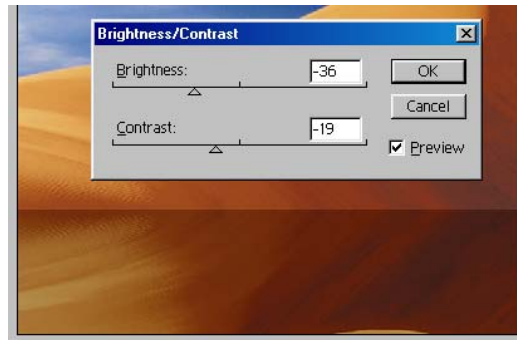 Brightness/Contrast
Brightness: -36
OK
Cancel
Contrast: -19
Preview